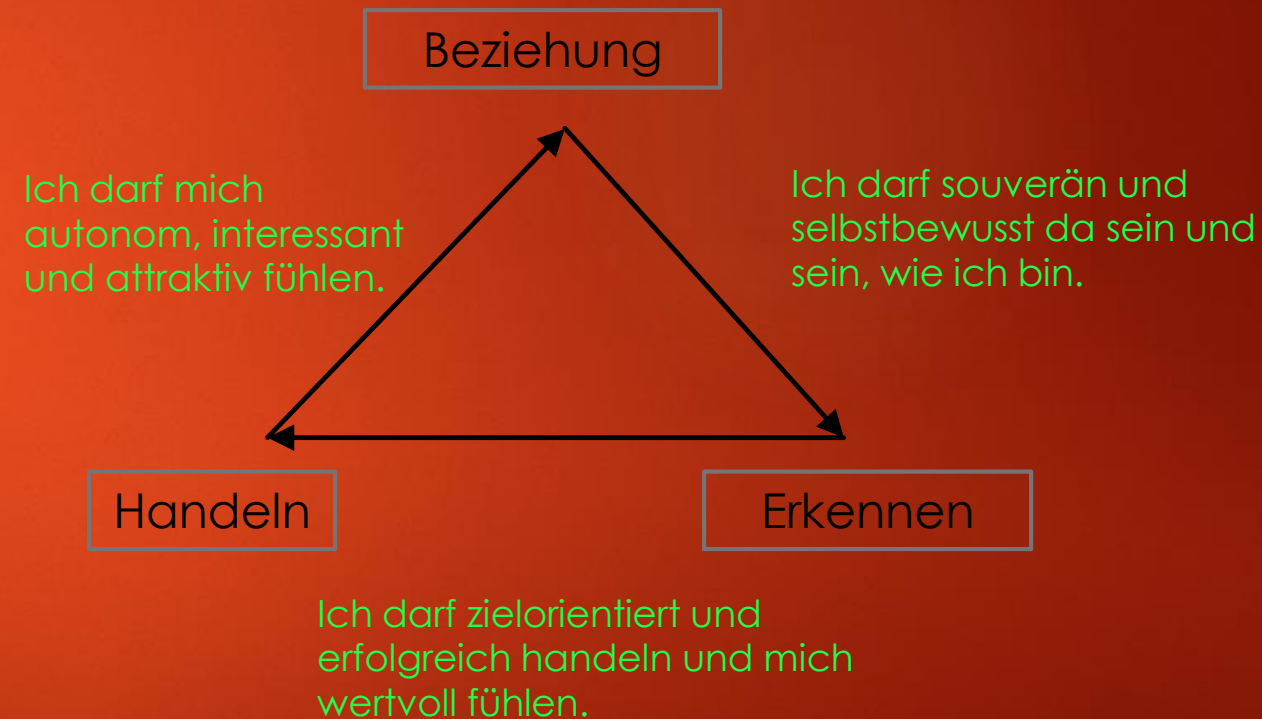 Beziehung
Ich darf mich
autonom, interessant
und attraktiv fühlen.
Ich darf souverän und
selbstbewusst da sein und
sein, wie ich bin.
Handeln
Erkennen
Ich darf zielorientiert und
erfolgreich handeln und mich
wertvoll fühlen.